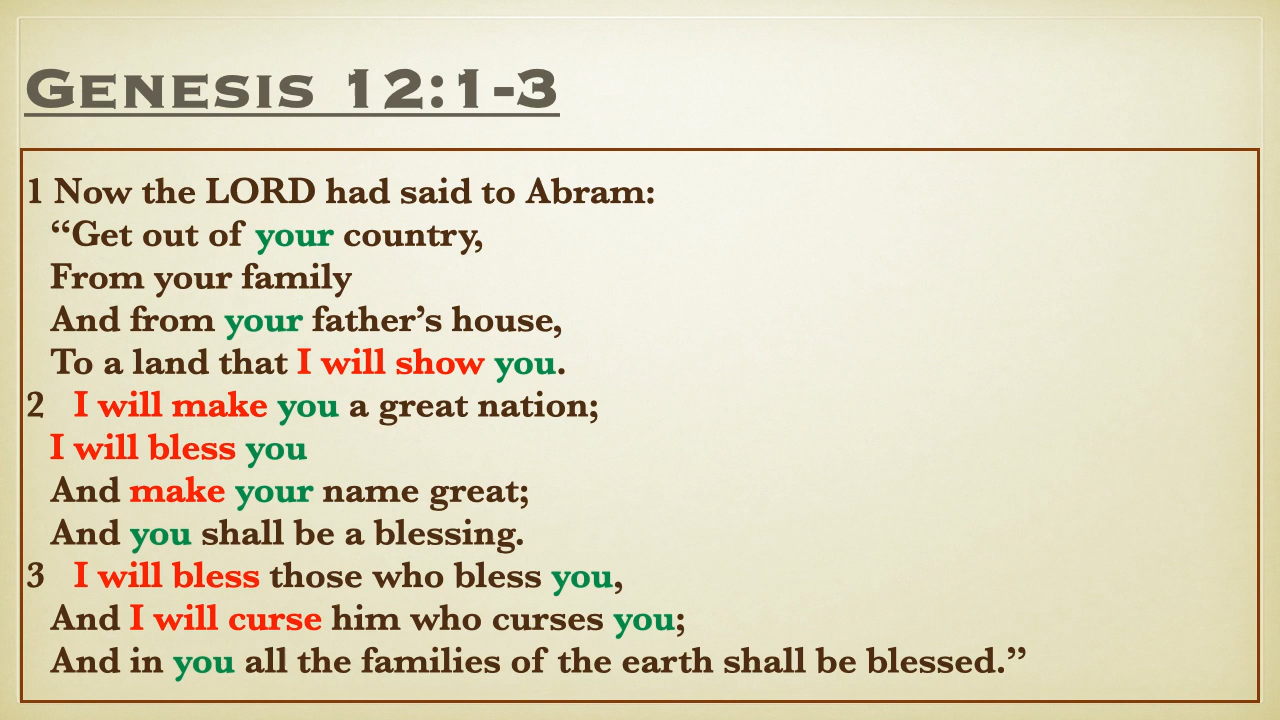 Genesis 12:1-3
1 Now the LORD had said to Abram:
“Get out of your country,
From your family
And from your father’s house,
To a land that I will show you.
2 I will make you a great nation;
I will bless you
And make your name great;
And you shall be a blessing.
3 I will bless those who bless you,
And I will curse him who curses you;
And in you all the families of the earth shall be blessed.”